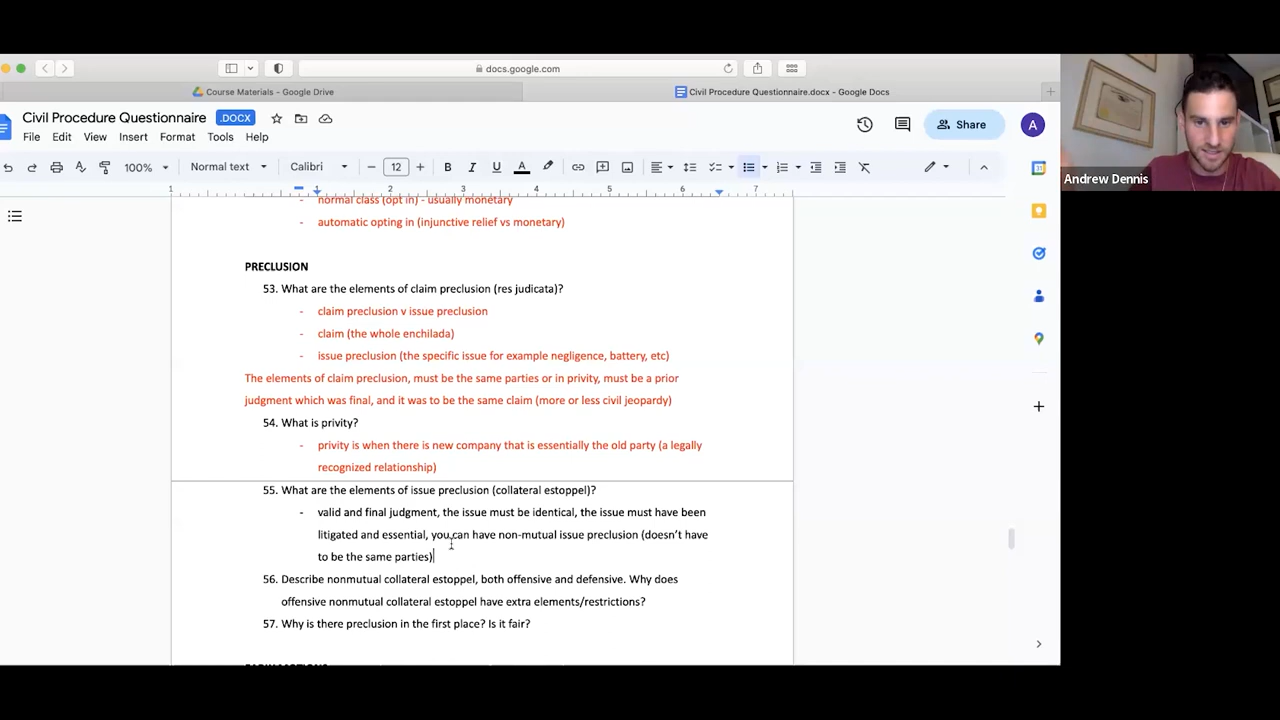 docs.google.com
Course Materials - Google Drive
Civil Procedure Questionnaire.docx - Google Docs
Civil Procedure Questionnaire
.DOCX
File Edit View Insert Format Tools Help
Share
A
100%
Normal text
Calibri
12
B I U A
1 1 2 3 4 5 6 7
Andrew Dennis
- normal class (opt in) - usually monetary
- automatic opting in (injunctive relief vs monetary)
PRECLUSION
53. What are the elements of claim preclusion (res judicata)?
- claim preclusion v issue preclusion
- claim (the whole enchilada)
- issue preclusion (the specific issue for example negligence, battery, etc)
The elements of claim preclusion, must be the same parties or in privity, must be a prior
judgment which was final, and it was to be the same claim (more or less civil jeopardy)
54. What is privity?
- privity is when there is new company that is essentially the old party (a legally
recognized relationship)
55. What are the elements of issue preclusion (collateral estoppel)?
- valid and final judgment, the issue must be identical, the issue must have been
litigated and essential, you can have non-mutual issue preclusion (doesn't have
to be the same parties)
56. Describe nonmutual collateral estoppel, both offensive and defensive. Why does
offensive nonmutual collateral estoppel have extra elements/restrictions?
57. Why is there preclusion in the first place? Is it fair?